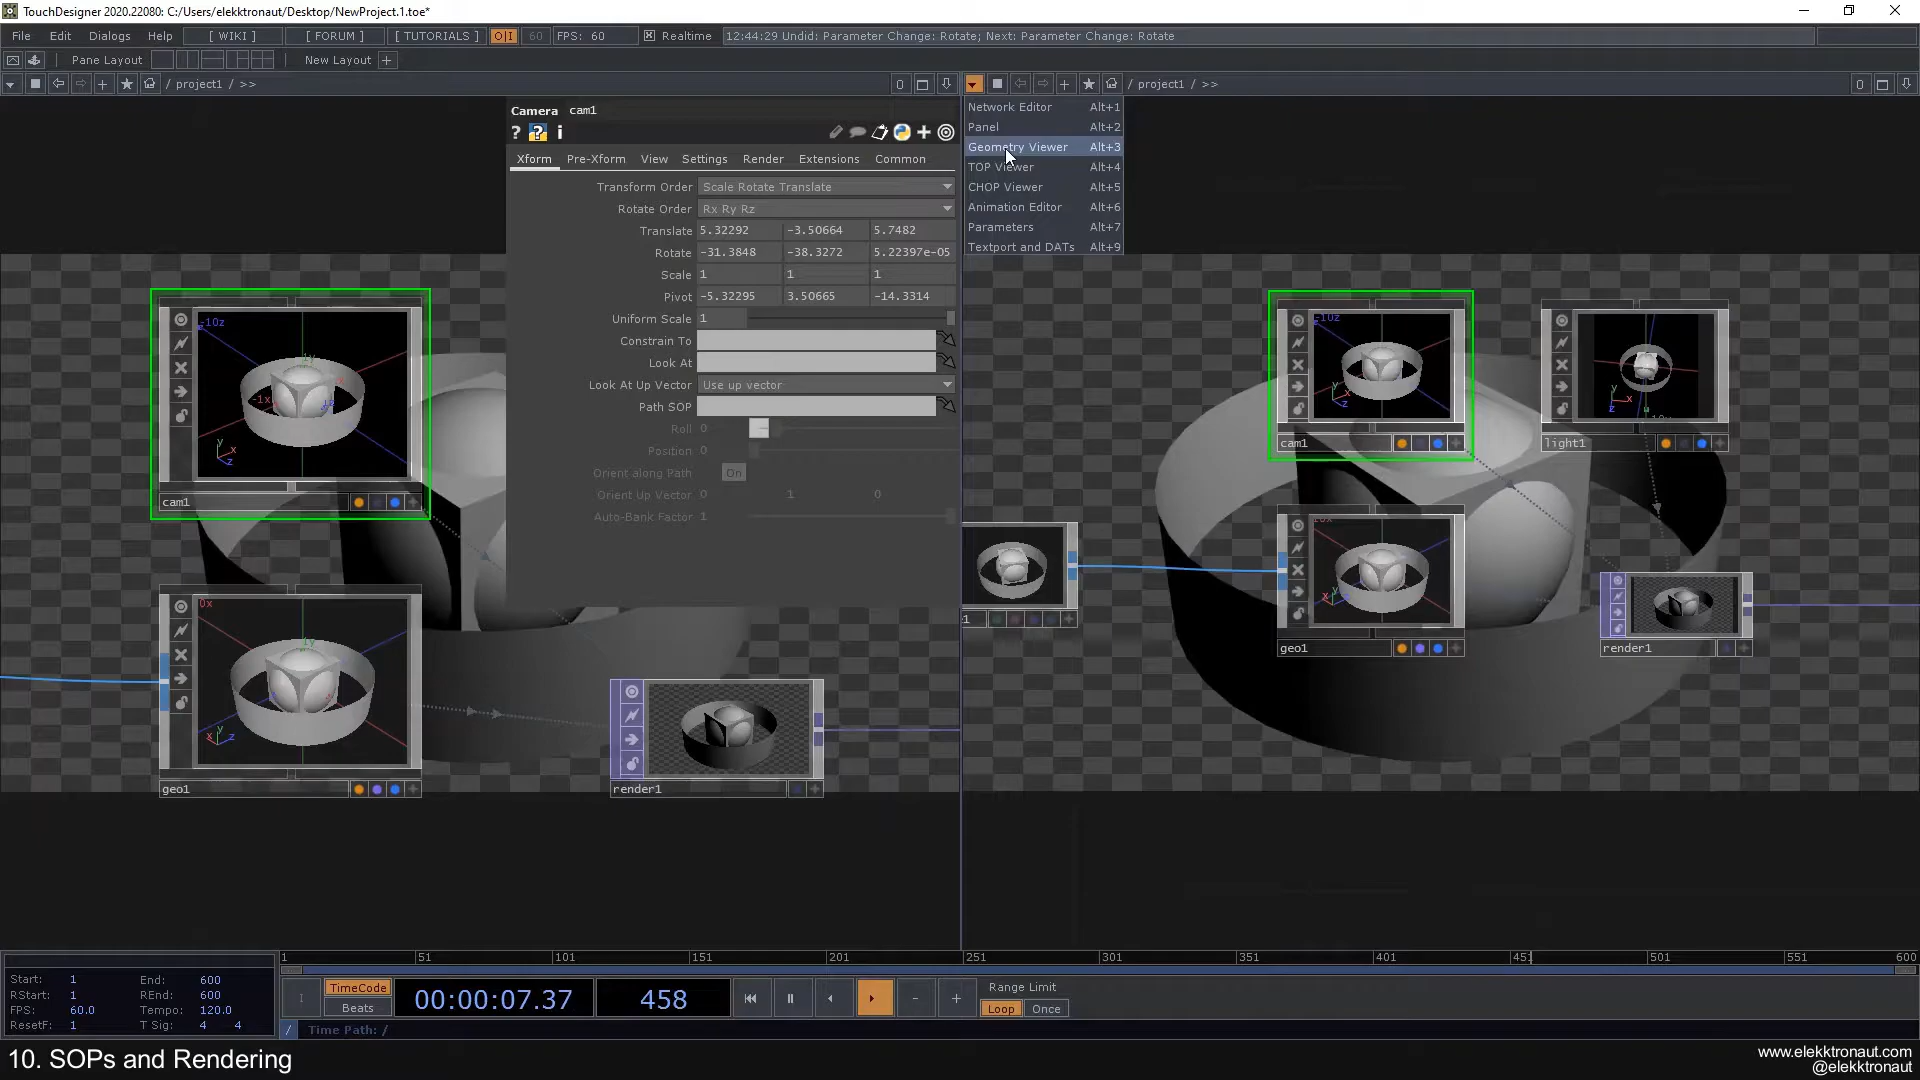 TouchDesigner 2020.22080: C:/Users/elekktronaut/Desktop/NewProject.1.toe*
File Edit Dialogs Help [ WIKI ] [ FORUM ] [ TUTORIALS ] O|I 60 FPS: 60 Realtime 12:44:29 Undid: Parameter Change: Rotate; Next: Parameter Change: Rotate
Pane Layout New Layout +
/ project1 / >>
/ project1 / >>
Camera cam1
? ? i
Xform Pre-Xform View Settings Render Extensions Common
Transform Order Scale Rotate Translate
Rotate Order Rx Ry Rz
Translate 5.32292 -3.50664 5.7482
Rotate -31.3848 -38.3272 5.22397e-05
Scale 1 1 1
Pivot -5.32295 3.50665 -14.3314
Uniform Scale 1
Constrain To
Look At
Look At Up Vector Use up vector
Path SOP
Roll 0
Position 0
Orient along Path On
Orient Up Vector 0 1 0
Auto-Bank Factor 1
Network Editor Alt+1
Panel Alt+2
Geometry Viewer Alt+3
TOP Viewer Alt+4
CHOP Viewer Alt+5
Animation Editor Alt+6
Parameters Alt+7
Textport and DATs Alt+9
-10z
1y
-1x
y
x
z
cam1
0x
1y
y
x
z
geo1
render1
cam1
light1
geo1
render1
1 51 101 151 201 251 301 351 401 451 501 551 600
Start: 1 End: 600
RStart: 1 REnd: 600
FPS: 60.0 Tempo: 120.0
ResetF: 1 T Sig: 4 4
TimeCode
Beats
00:00:07.37
458
Range Limit
Loop Once
/ Time Path: /
10. SOPs and Rendering
www.elekktronaut.com
@elekktronaut